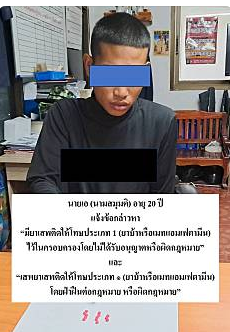 นายเอ (นามสมมุติ) อายุ 20 ปี
แจ้งข้อกล่าวหา
“มียาเสพติดให้โทษประเภท 1 (ยาบ้าหรือเมทแอมเฟตามีน)
ไว้ในครอบครองโดยไม่ได้รับอนุญาตหรือผิดกฎหมาย”
และ
“เสพยาเสพติดให้โทษประเภท ๑ (ยาบ้าหรือเมทแอมเฟตามีน)
โดยฝ่าฝืนต่อกฎหมาย หรือผิดกฎหมาย”